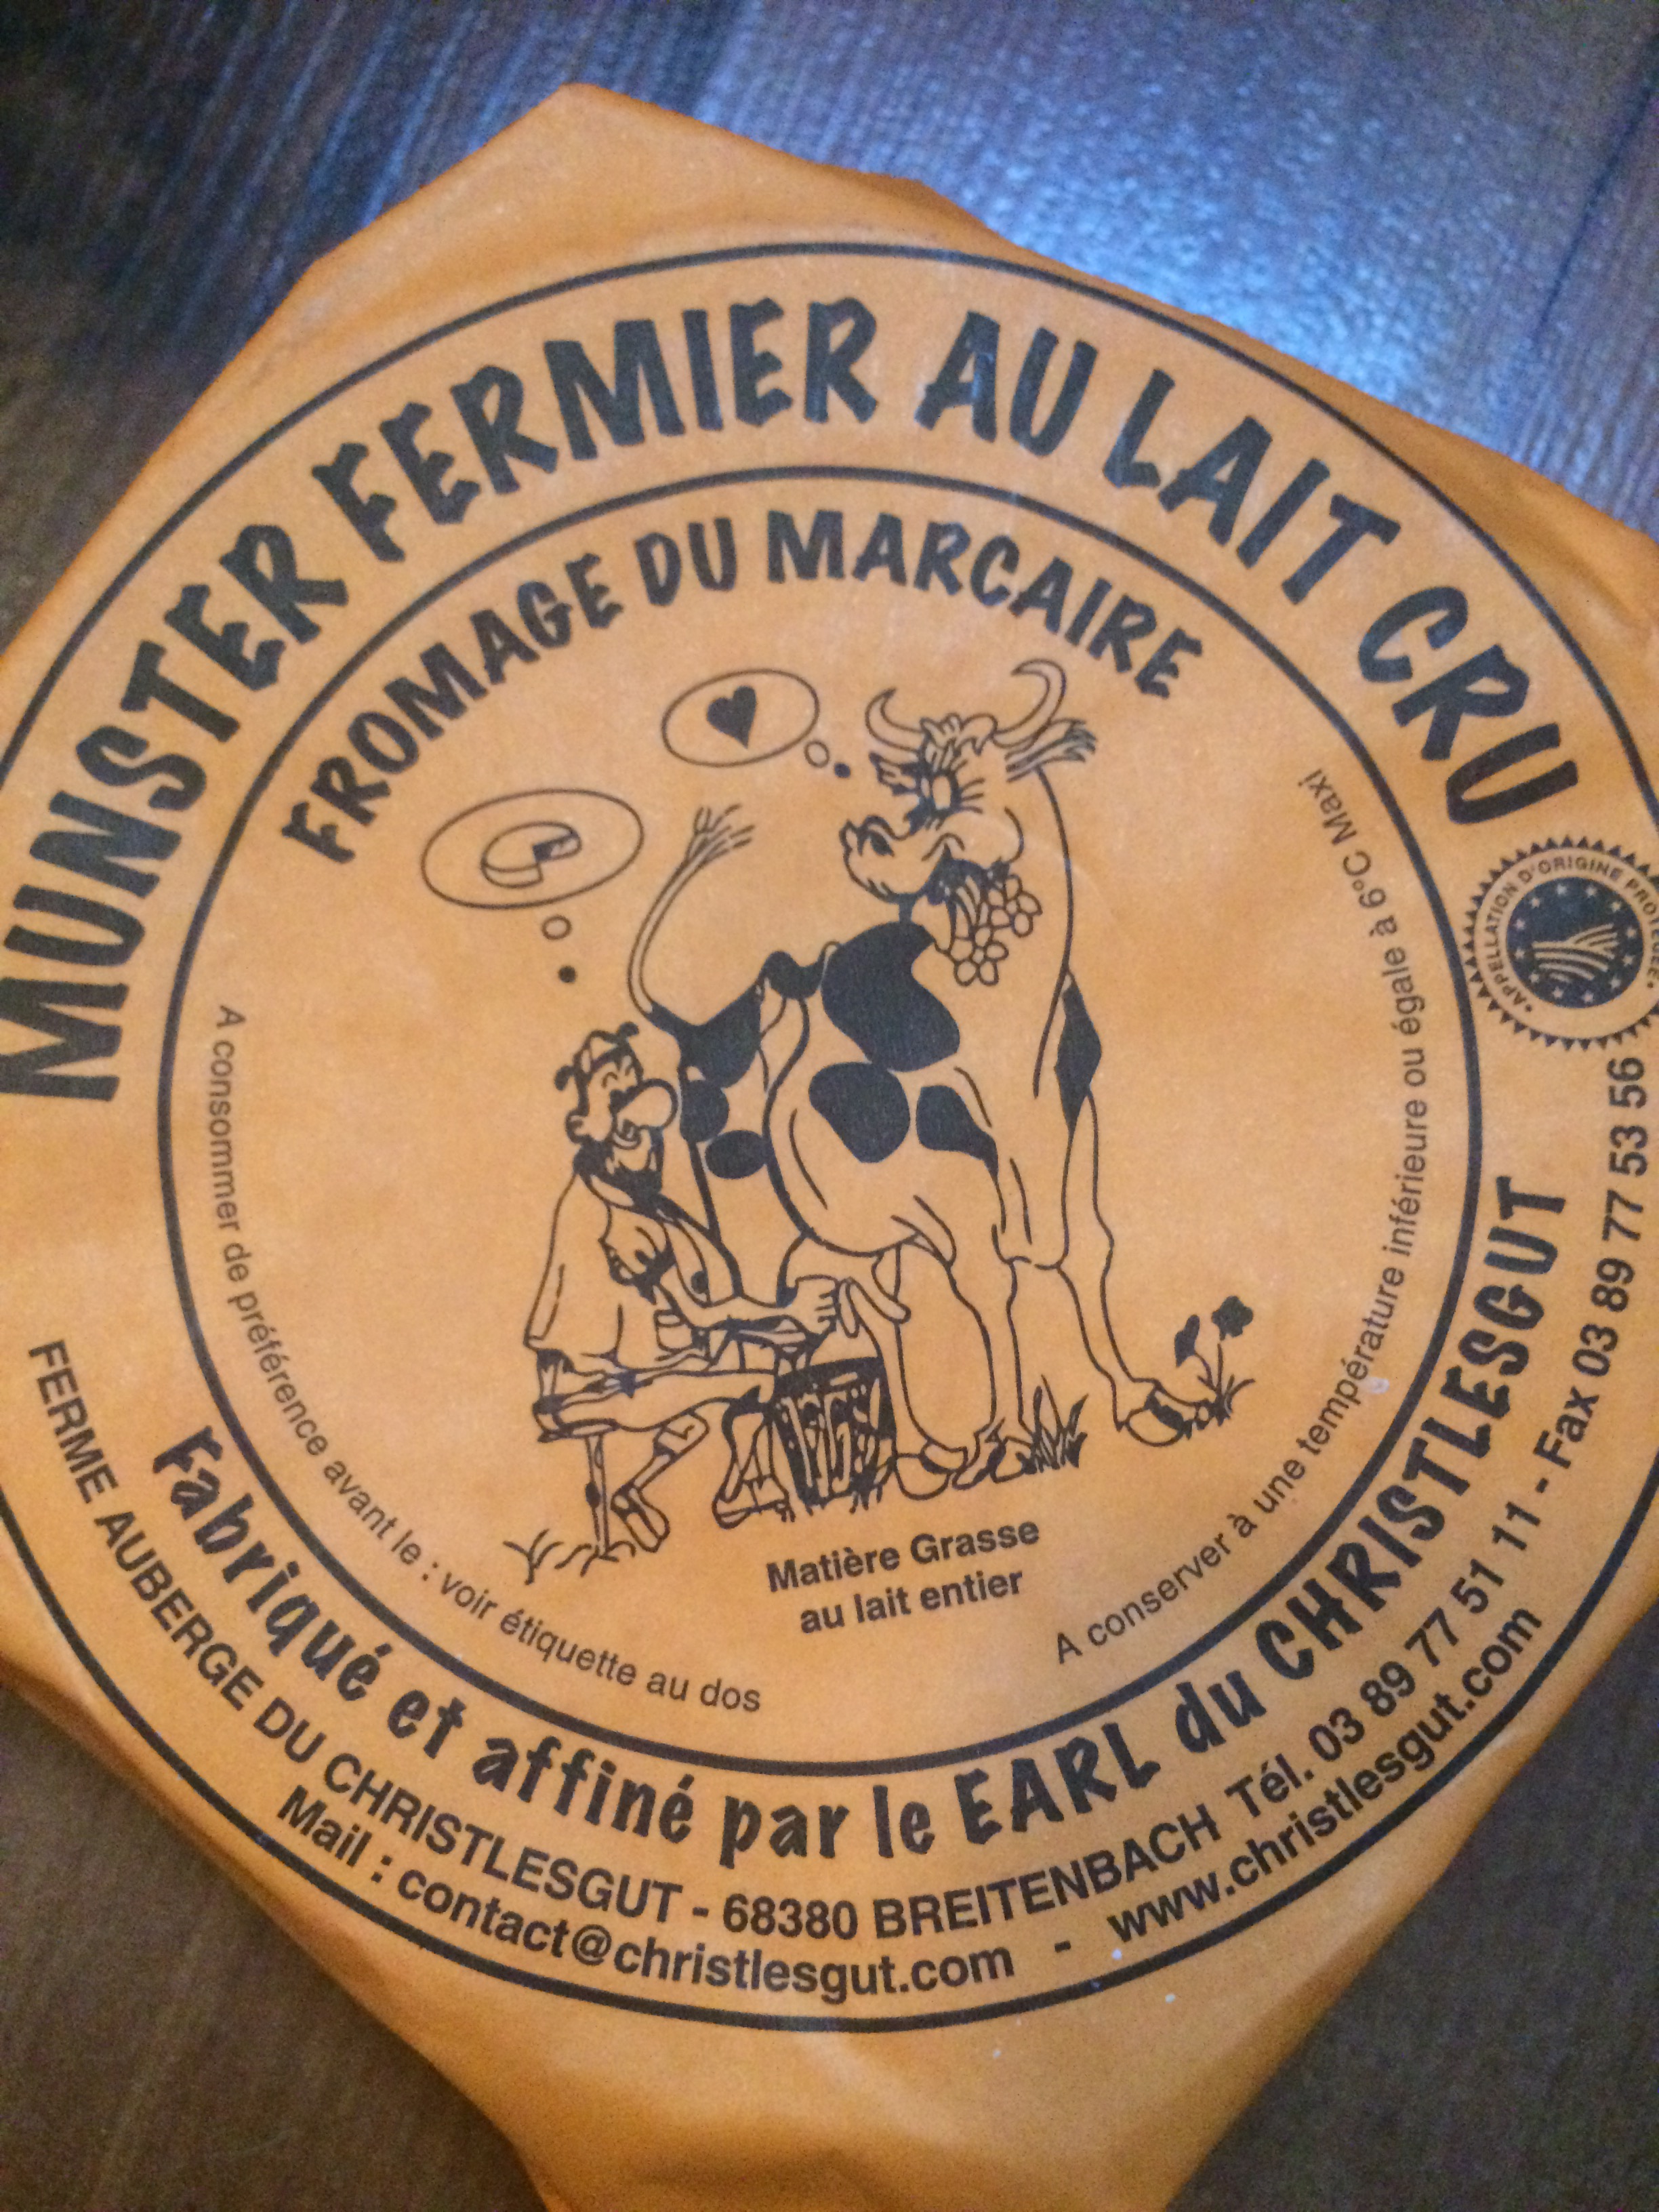 MUNSTER FERMIER AU LAIT CRU
FROMAGE DU MARCAIRE
A consommer de préférence avant le : voir étiquette au dos
A conserver à une température inférieure ou égale à 6°C Maxi
Matière Grasse
au lait entier
• APPELLATION D'ORIGINE PROTÉGÉE •
Fabriqué et affiné par le EARL du CHRISTLESGUT
FERME AUBERGE DU CHRISTLESGUT - 68380 BREITENBACH Tél. 03 89 77 51 11 - Fax 03 89 77 53 56
Mail : contact@christlesgut.com - www.christlesgut.com